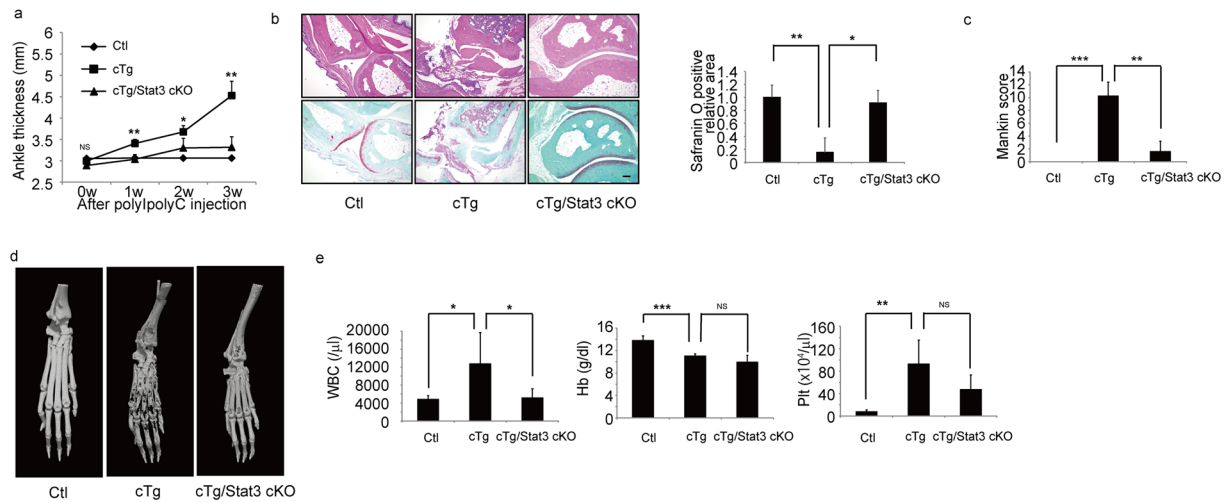 a
Ankle thickness (mm)
6
5.5
5
4.5
4
3.5
3
2.5
Ctl
cTg
cTg/Stat3 cKO
NS
**
*
**
0w 1w 2w 3w
After polyIpolyC injection
b
Ctl cTg cTg/Stat3 cKO
Safranin O positive
relative area
1.4
1.2
1
0.8
0.6
0.4
0.2
0
** *
Ctl cTg cTg/Stat3 cKO
c
Mankin score
14
12
10
8
6
4
2
0
*** **
Ctl cTg cTg/Stat3 cKO
d
Ctl cTg cTg/Stat3 cKO
e
WBC (/μl)
20000
16000
12000
8000
4000
0
* *
Ctl cTg cTg/Stat3 cKO
Hb (g/dl)
16
12
8
4
0
*** NS
Ctl cTg cTg/Stat3 cKO
Plt (x10⁴/μl)
160
120
80
40
0
** NS
Ctl cTg cTg/Stat3 cKO